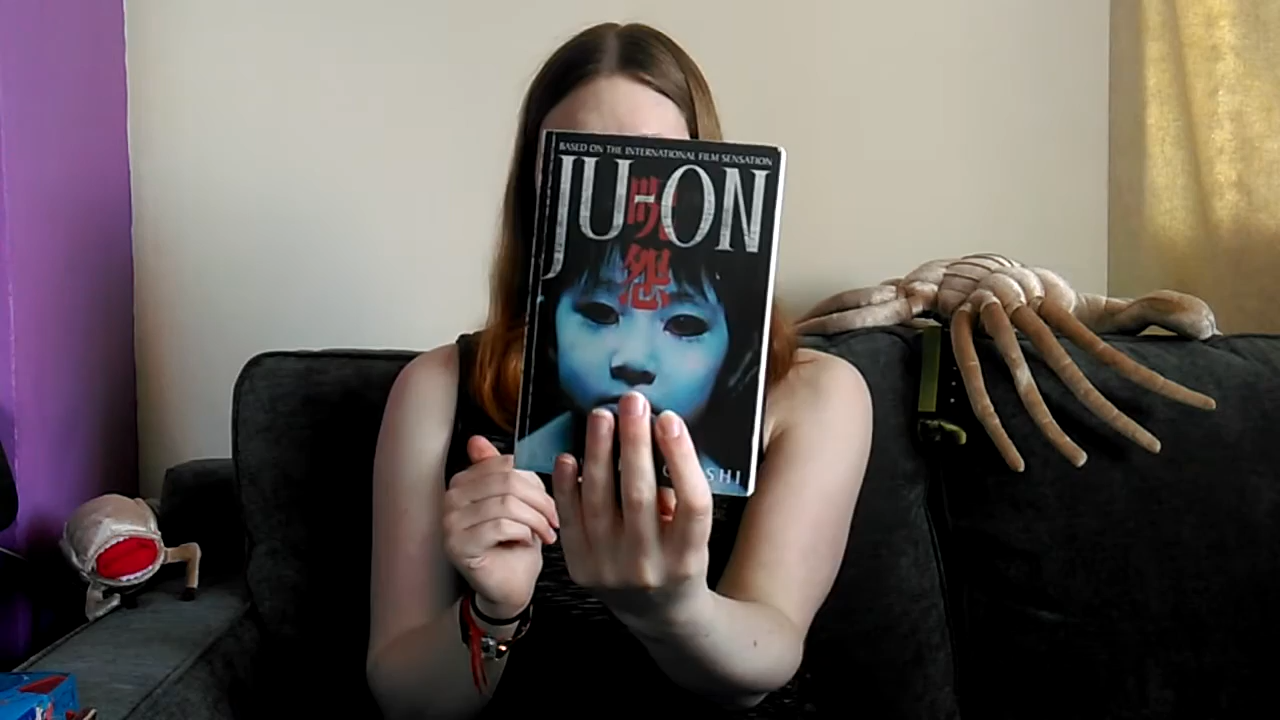 BASED ON THE INTERNATIONAL FILM SENSATION
JU-ON
呪怨